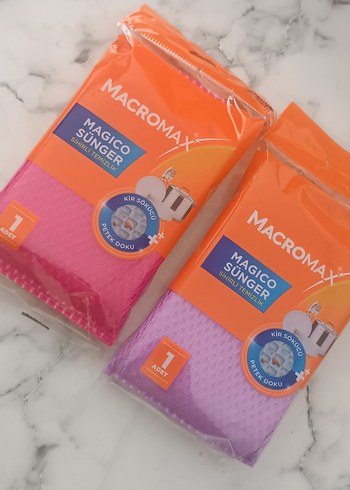 MACROMAX
MAGICO
SÜNGER
SİHİRLİ TEMİZLİK
KİR SÖKÜCÜ
PETEK DOKU
1
ADET
MACROMAX
MAGICO
SÜNGER
SİHİRLİ TEMİZLİK
KİR SÖKÜCÜ
PETEK DOKU
1
ADET